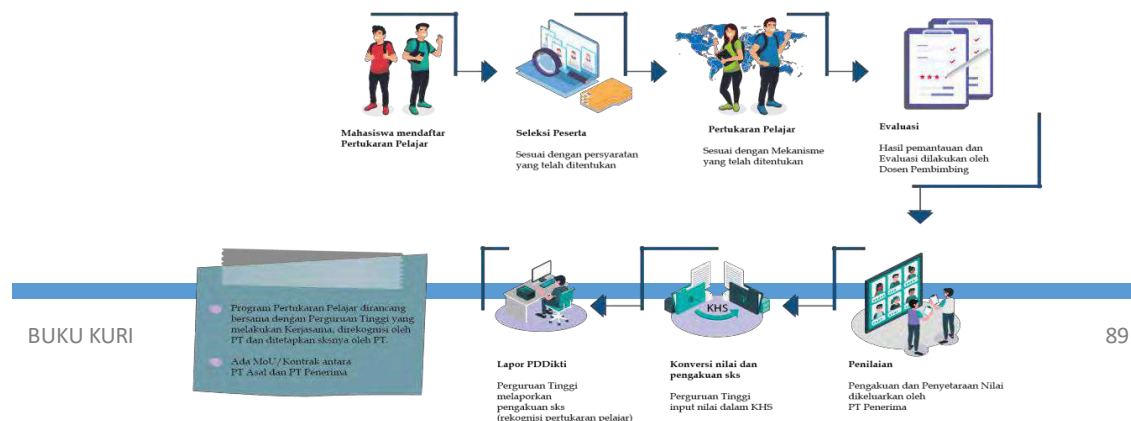 Mahasiswa mendaftar
Pertukaran Pelajar
Seleksi Peserta
Sesuai dengan persyaratan
yang telah ditentukan
Pertukaran Pelajar
Sesuai dengan Mekanisme
yang telah ditentukan
Evaluasi
Hasil pemantauan dan
Evaluasi dilakukan oleh
Dosen Pembimbing
Penilaian
Pengakuan dan Penyetaraan Nilai
dikeluarkan oleh
PT Penerima
KHS
Konversi nilai dan
pengakuan sks
Perguruan Tinggi
input nilai dalam KHS
Lapor PDDikti
Perguruan Tinggi
melaporkan
pengakuan sks
(rekognisi pertukaran pelajar)
Program Pertukaran Pelajar dirancang
bersama dengan Perguruan Tinggi yang
melakukan Kerjasama, direkognisi oleh
PT dan ditetapkan sksnya oleh PT.
Ada MoU/Kontrak antara
PT Asal dan PT Penerima
BUKU KURI
89